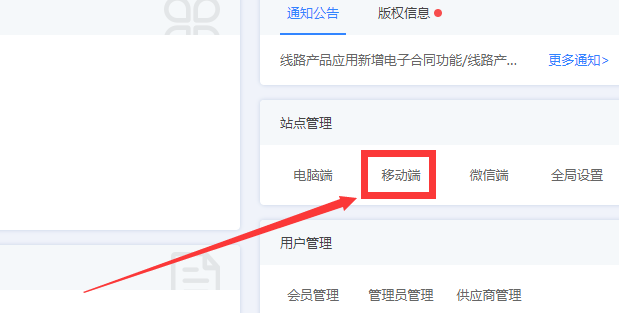 通知公告 版权信息
线路产品应用新增电子合同功能/线路产... 更多通知>
站点管理
电脑端 移动端 微信端 全局设置
用户管理
会员管理 管理员管理 供应商管理